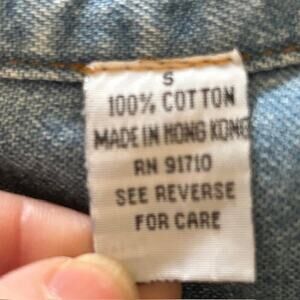 S
100% COTTON
MADE IN HONG KONG
RN 91710
SEE REVERSE
FOR CARE